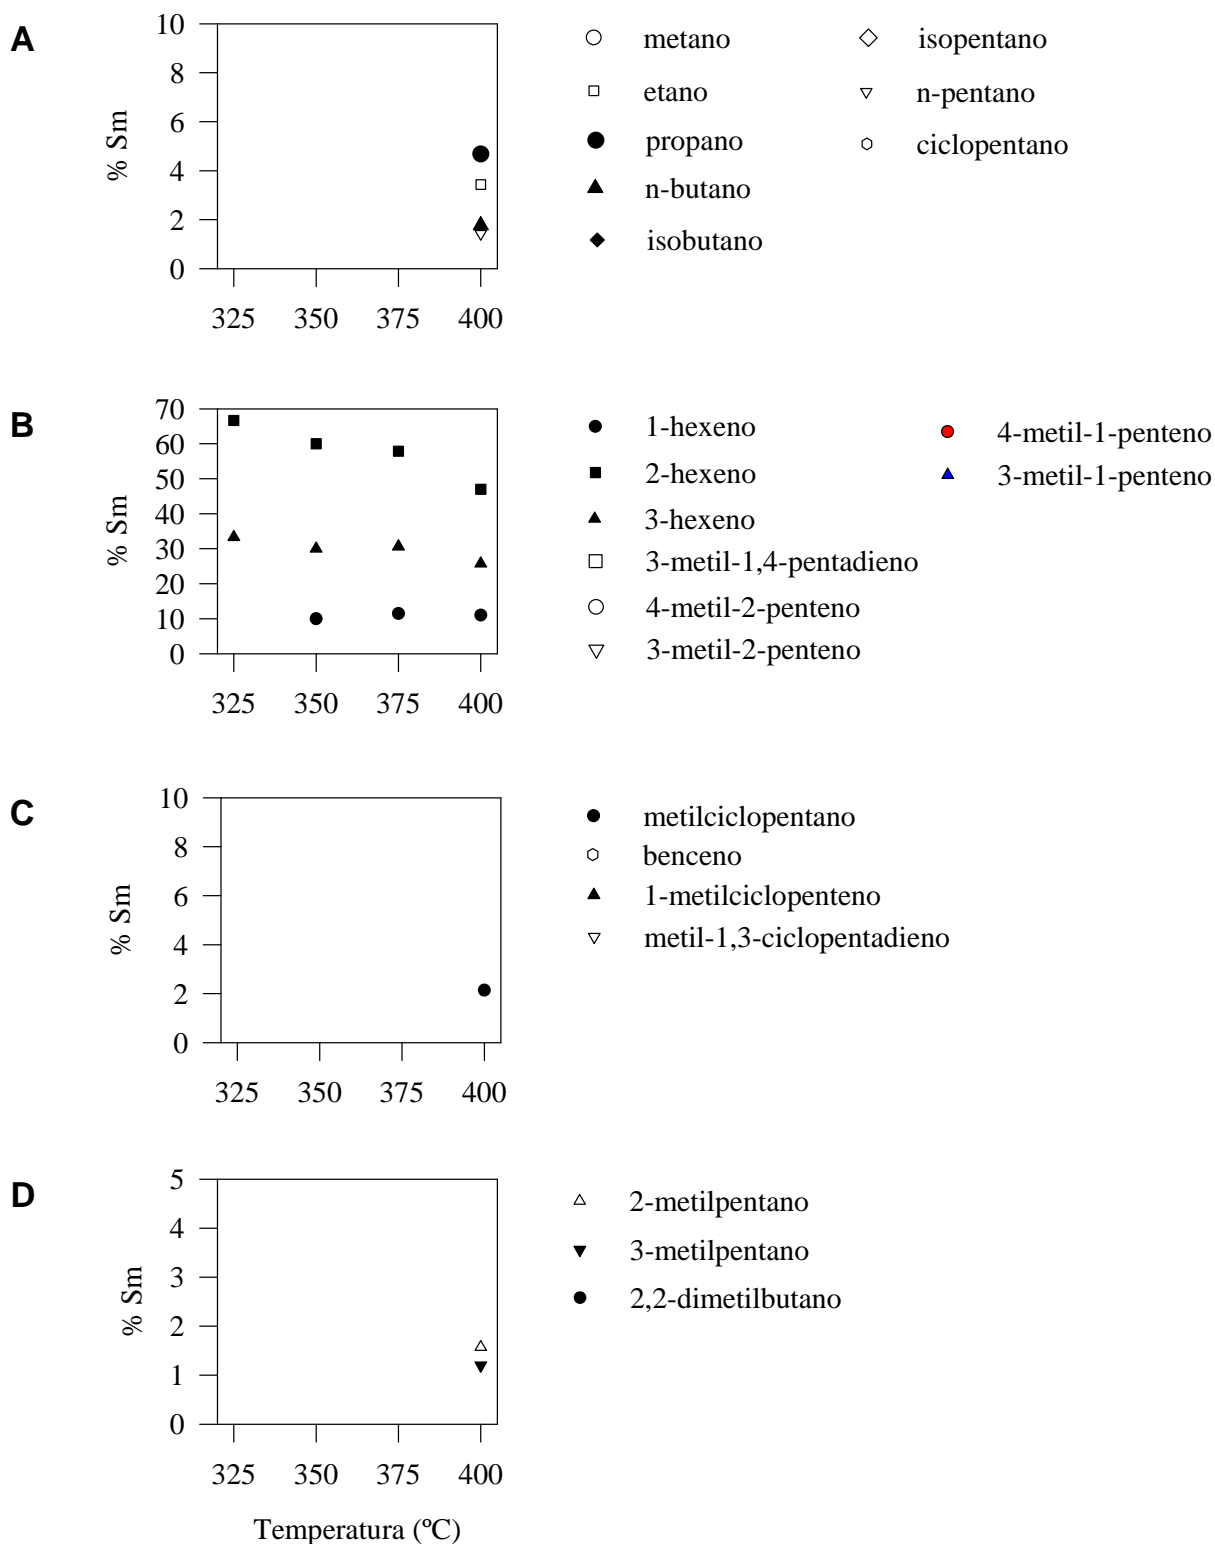 A
% Sm
10
8
6
4
2
0
325 350 375 400
metano
etano
propano
n-butano
isobutano
isopentano
n-pentano
ciclopentano
B
% Sm
70
60
50
40
30
20
10
0
325 350 375 400
1-hexeno
2-hexeno
3-hexeno
3-metil-1,4-pentadieno
4-metil-2-penteno
3-metil-2-penteno
4-metil-1-penteno
3-metil-1-penteno
C
% Sm
10
8
6
4
2
0
325 350 375 400
metilciclopentano
benceno
1-metilciclopenteno
metil-1,3-ciclopentadieno
D
% Sm
5
4
3
2
1
0
325 350 375 400
Temperatura (ºC)
2-metilpentano
3-metilpentano
2,2-dimetilbutano